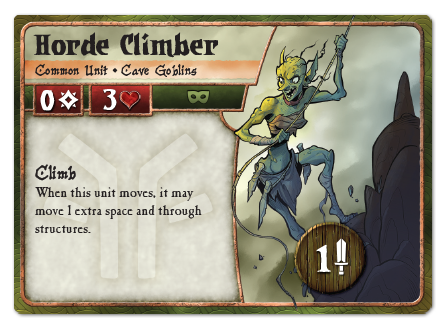 Horde Climber
Common Unit • Cave Goblins
0 3
Climb
When this unit moves, it may
move 1 extra space and through
structures.
1